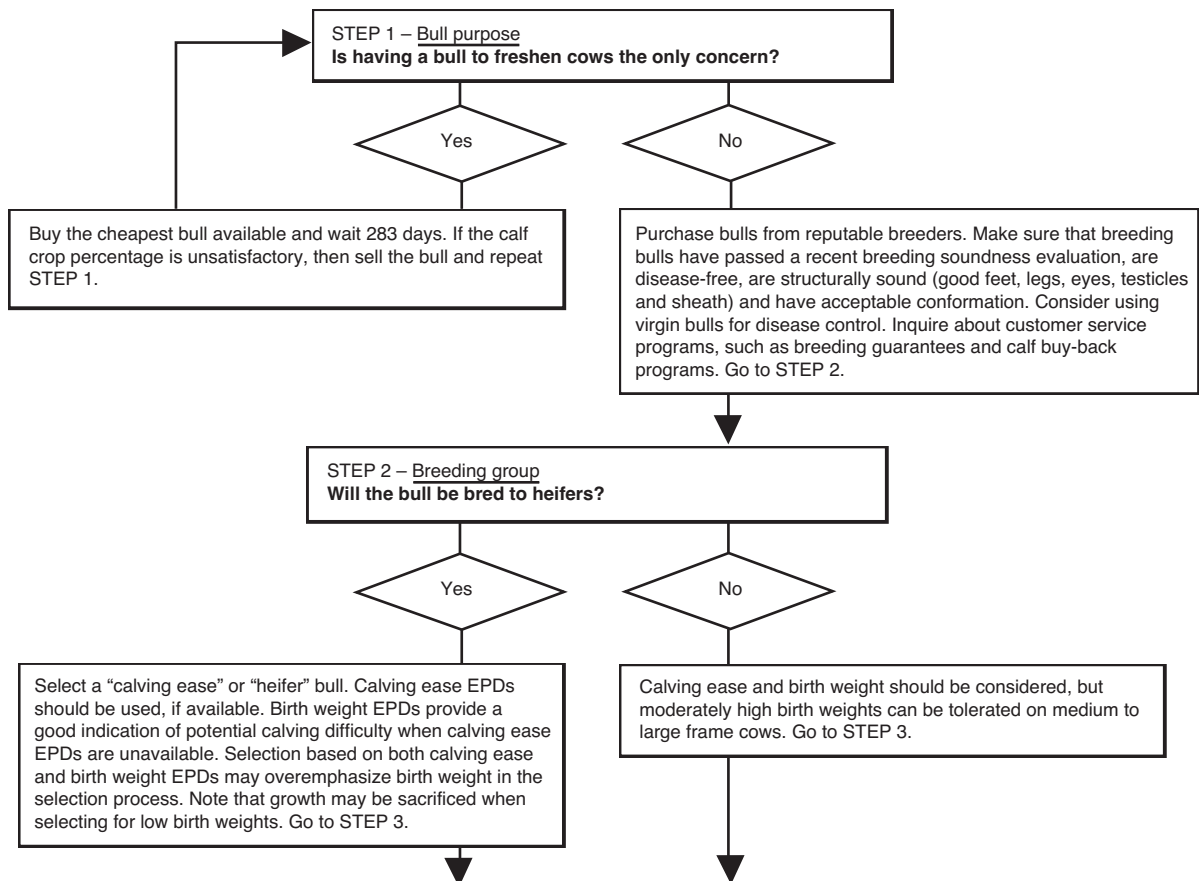 STEP 1 – Bull purpose
Is having a bull to freshen cows the only concern?
Yes
No
Buy the cheapest bull available and wait 283 days. If the calf
crop percentage is unsatisfactory, then sell the bull and repeat
STEP 1.
Purchase bulls from reputable breeders. Make sure that breeding
bulls have passed a recent breeding soundness evaluation, are
disease-free, are structurally sound (good feet, legs, eyes, testicles
and sheath) and have acceptable conformation. Consider using
virgin bulls for disease control. Inquire about customer service
programs, such as breeding guarantees and calf buy-back
programs. Go to STEP 2.
STEP 2 – Breeding group
Will the bull be bred to heifers?
Yes
No
Select a “calving ease” or “heifer” bull. Calving ease EPDs
should be used, if available. Birth weight EPDs provide a
good indication of potential calving difficulty when calving ease
EPDs are unavailable. Selection based on both calving ease
and birth weight EPDs may overemphasize birth weight in the
selection process. Note that growth may be sacrificed when
selecting for low birth weights. Go to STEP 3.
Calving ease and birth weight should be considered, but
moderately high birth weights can be tolerated on medium to
large frame cows. Go to STEP 3.